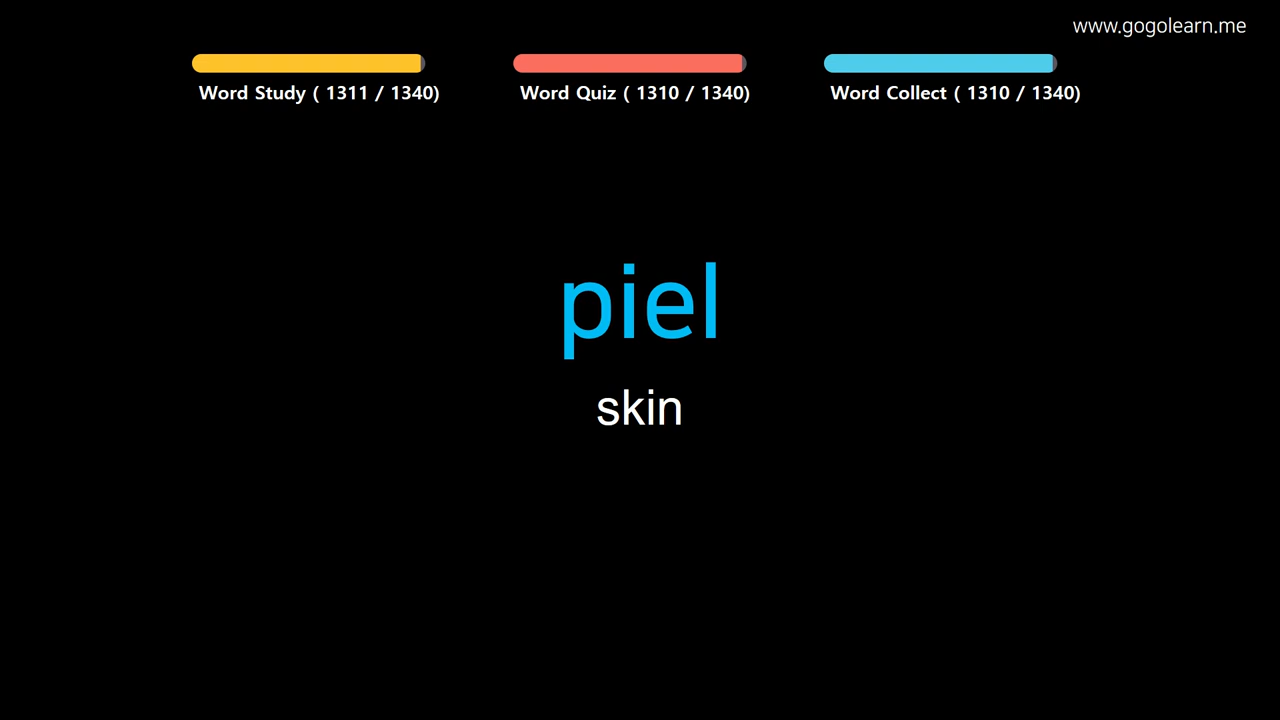 www.gogolearn.me
Word Study ( 1311 / 1340)
Word Quiz ( 1310 / 1340)
Word Collect ( 1310 / 1340)
piel
skin